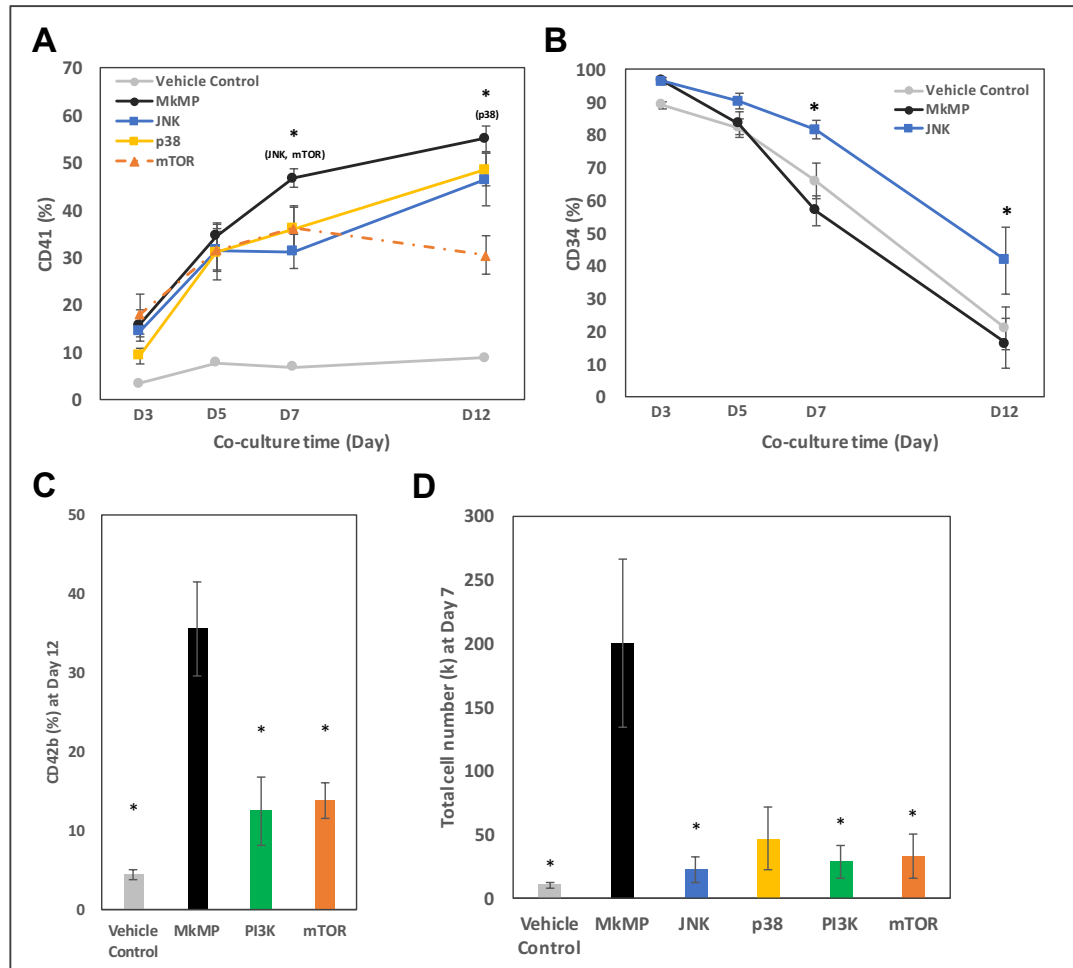 A
70
60
50
40
30
20
10
0
CD41 (%)
Vehicle Control
MkMP
JNK
p38
mTOR
*
(JNK, mTOR)
*
(p38)
D3
D5
D7
D12
Co-culture time (Day)
B
100
90
80
70
60
50
40
30
20
10
0
CD34 (%)
Vehicle Control
MkMP
JNK
*
*
D3
D5
D7
D12
Co-culture time (Day)
C
50
40
30
20
10
0
CD42b (%) at Day 12
*
*
*
Vehicle
Control
MkMP
PI3K
mTOR
D
300
250
200
150
100
50
0
Total cell number (k) at Day 7
*
*
*
*
Vehicle
Control
MkMP
JNK
p38
PI3K
mTOR